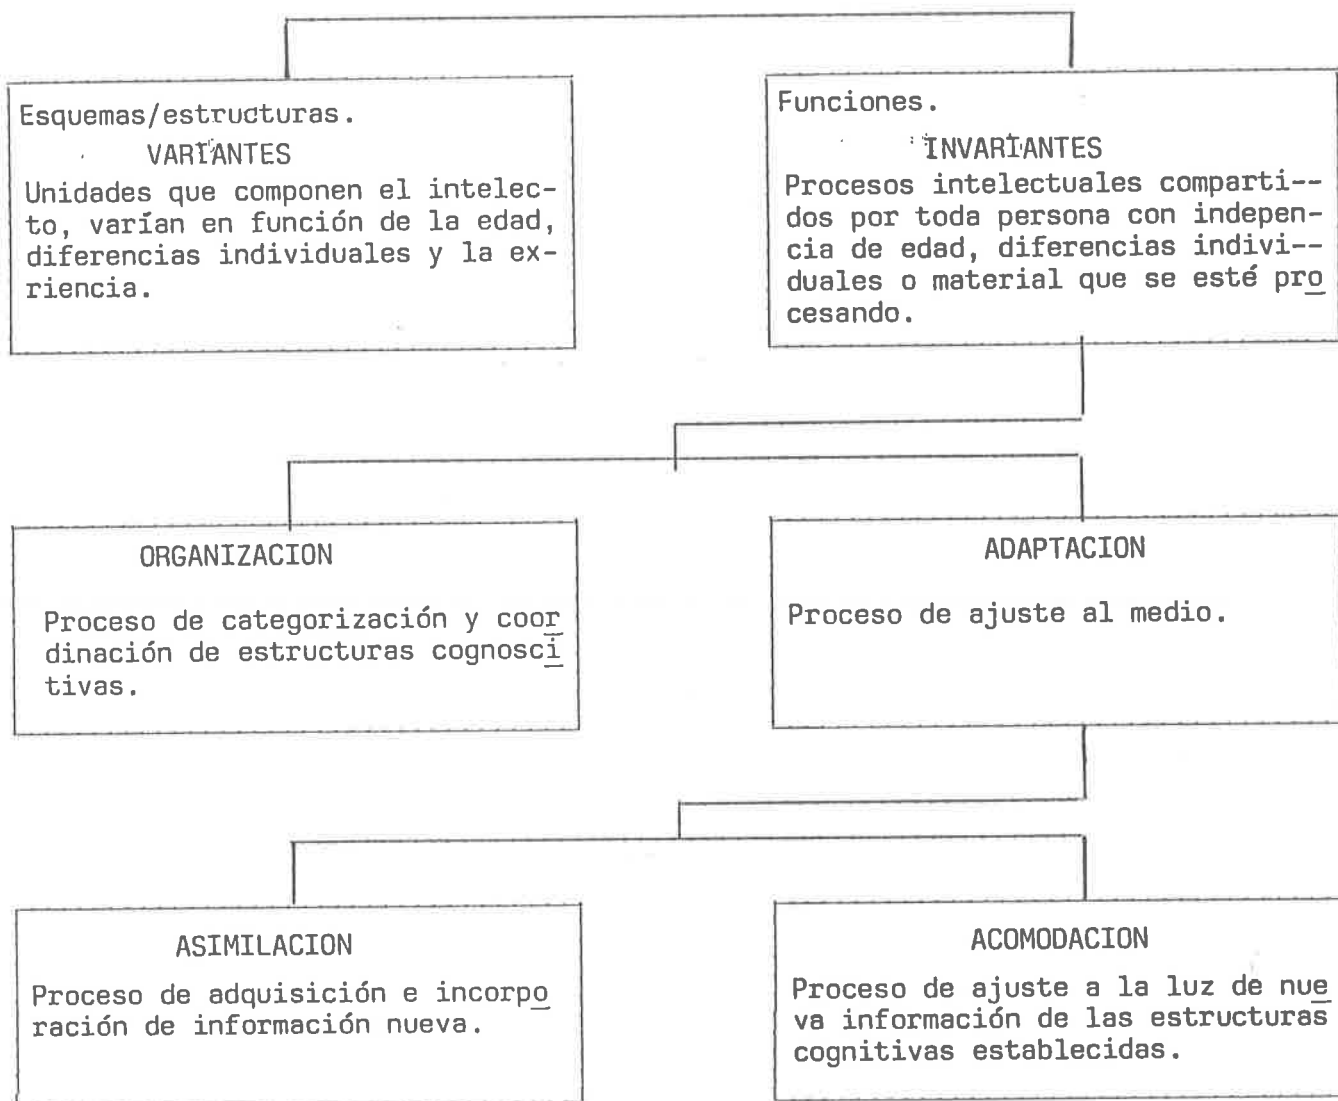 Esquemas/estructuras.
VARIANTES
Unidades que componen el intelec-
to, varían en función de la edad,
diferencias individuales y la ex-
riencia.
Funciones.
INVARIANTES
Procesos intelectuales comparti--
dos por toda persona con indepen-
cia de edad, diferencias indivi--
duales o material que se esté pro
cesando.
ORGANIZACION
Proceso de categorización y coor
dinación de estructuras cognosci
tivas.
ADAPTACION
Proceso de ajuste al medio.
ASIMILACION
Proceso de adquisición e incorpo
ración de información nueva.
ACOMODACION
Proceso de ajuste a la luz de nue
va información de las estructuras
cognitivas establecidas.